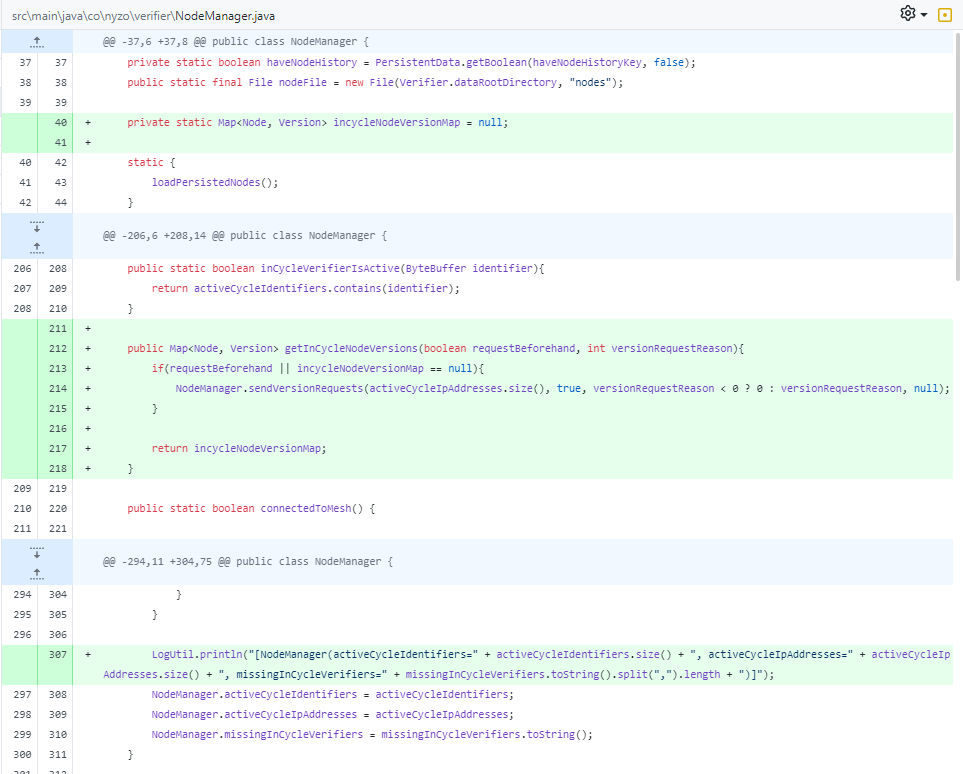 src\main\java\co\nyzo\verifier\NodeManager.java
@@ -37,6 +37,8 @@ public class NodeManager {
37 37 private static boolean haveNodeHistory = PersistentData.getBoolean(haveNodeHistoryKey, false);
38 38 public static final File nodeFile = new File(Verifier.dataRootDirectory, "nodes");
39 39
40 + private static Map<Node, Version> incycleNodeVersionMap = null;
41 +
40 42 static {
41 43 loadPersistedNodes();
42 44 }
@@ -206,6 +208,14 @@ public class NodeManager {
206 208 public static boolean inCycleVerifierIsActive(ByteBuffer identifier){
207 209 return activeCycleIdentifiers.contains(identifier);
208 210 }
211 +
212 + public Map<Node, Version> getInCycleNodeVersions(boolean requestBeforehand, int versionRequestReason){
213 + if(requestBeforehand || incycleNodeVersionMap == null){
214 + NodeManager.sendVersionRequests(activeCycleIpAddresses.size(), true, versionRequestReason < 0 ? 0 : versionRequestReason, null);
215 + }
216 +
217 + return incycleNodeVersionMap;
218 + }
209 219
210 220 public static boolean connectedToMesh() {
211 221
@@ -294,11 +304,75 @@ public class NodeManager {
294 304 }
295 305 }
296 306
307 + LogUtil.println("[NodeManager(activeCycleIdentifiers=" + activeCycleIdentifiers.size() + ", activeCycleIpAddresses=" + activeCycleIp
Addresses.size() + ", missingInCycleVerifiers=" + missingInCycleVerifiers.toString().split(",").length + ")]");
297 308 NodeManager.activeCycleIdentifiers = activeCycleIdentifiers;
298 309 NodeManager.activeCycleIpAddresses = activeCycleIpAddresses;
299 310 NodeManager.missingInCycleVerifiers = missingInCycleVerifiers.toString();
300 311 }
301 312